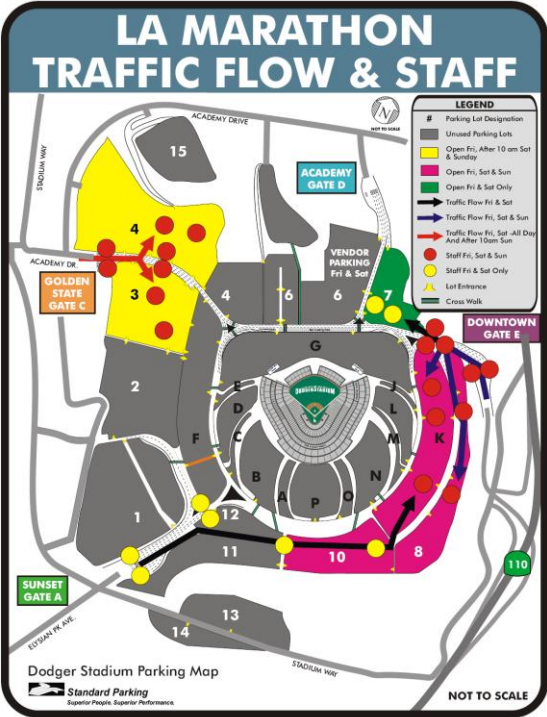 LA MARATHON
TRAFFIC FLOW & STAFF
N
NOT TO SCALE
LEGEND
# Parking Lot Designation
Unused Parking Lots
Open Fri, After 10 am Sat
& Sunday
Open Fri, Sat & Sun
Open Fri & Sat Only
Traffic Flow Fri & Sat
Traffic Flow Fri, Sat & Sun
Traffic Flow Fri, Sat -All Day
And After 10am Sun
Staff Fri, Sat & Sun
Staff Fri & Sat Only
Lot Entrance
Cross Walk
ACADEMY DRIVE
STADIUM WAY
15
ACADEMY
GATE D
4
ACADEMY DR.
GOLDEN
STATE
GATE C
3
VENDOR
PARKING
Fri & Sat
4
6
6
7
DOWNTOWN
GATE E
G
2
E
D
C
F
DODGERSTADIUM
J
L
M
K
B
A
P
O
N
1
12
11
10
8
110
SUNSET
GATE A
13
14
ELYSIAN PK AVE.
STADIUM WAY
Dodger Stadium Parking Map
Standard Parking
Superior People. Superior Performance.
NOT TO SCALE